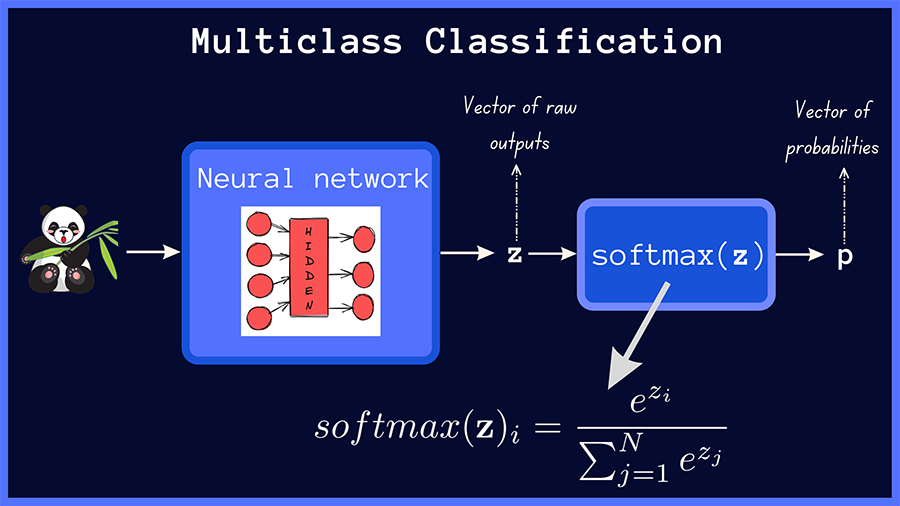 Multiclass Classification
Vector of raw
outputs
Vector of
probabilities
Neural network
HIDDEN
z
softmax(z)
p
softmax(z)_i = \frac{e^{z_i}}{\sum_{j=1}^{N} e^{z_j}}